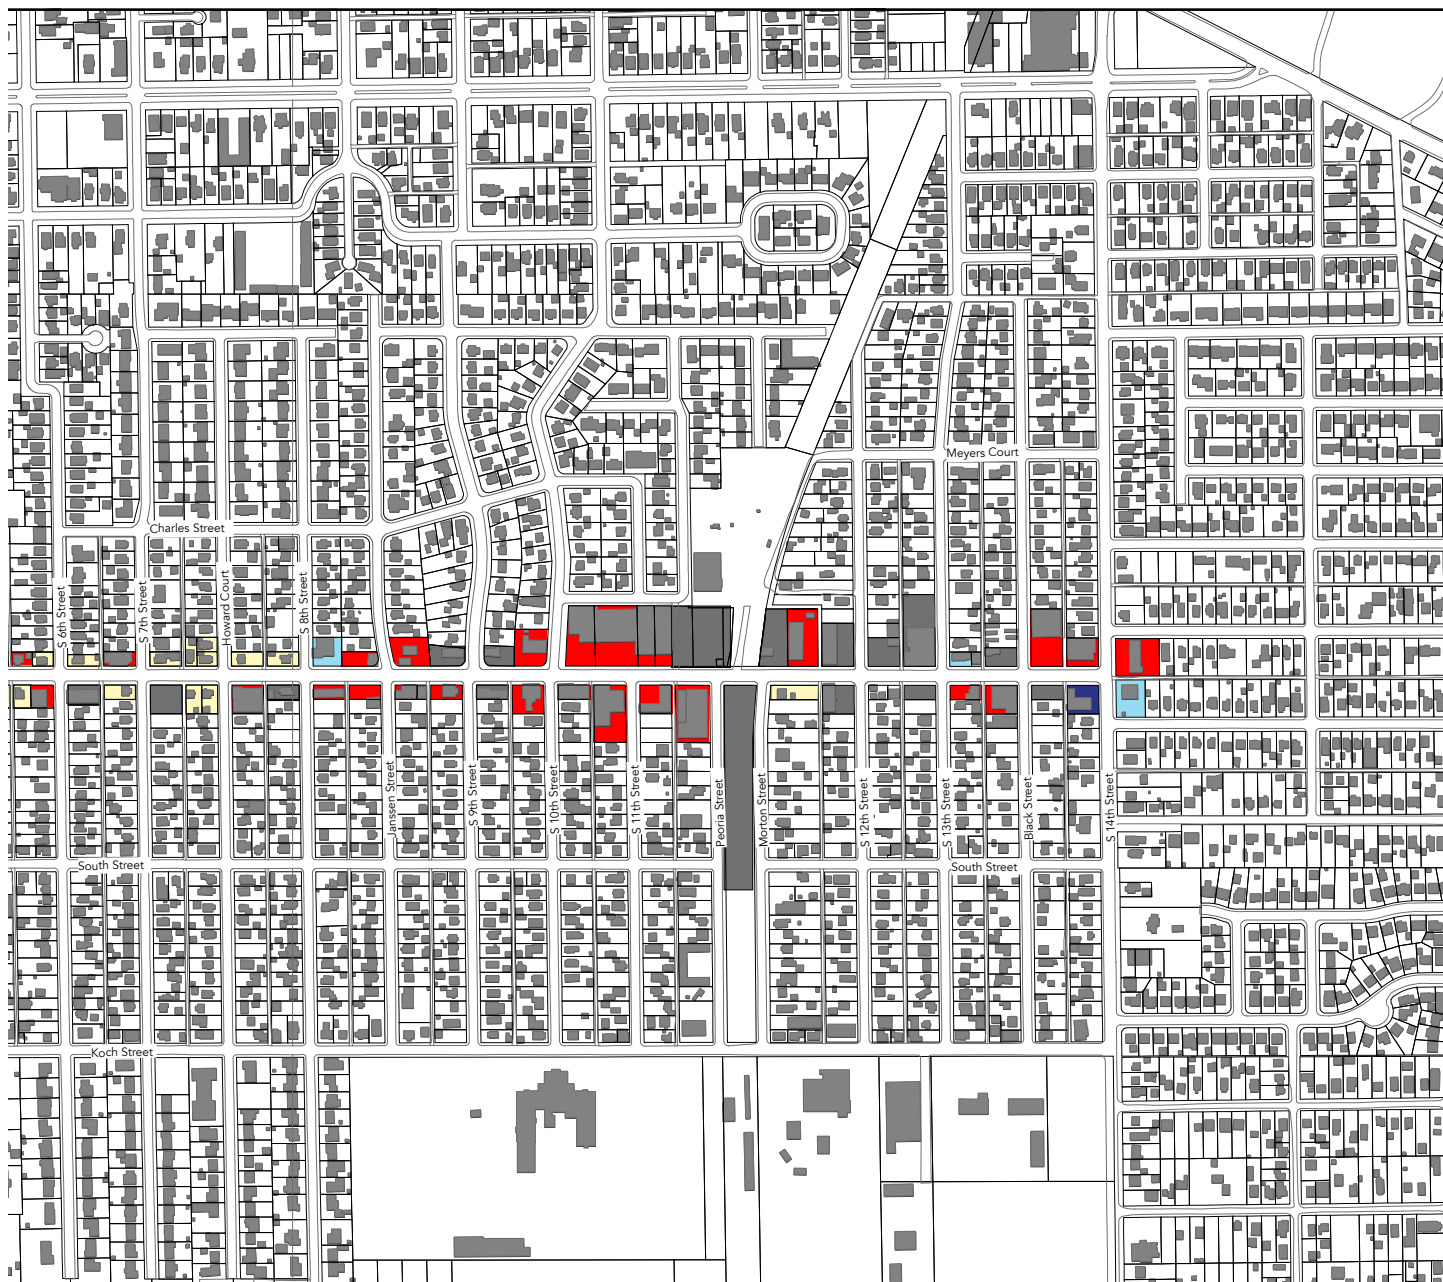 Meyers Court
Charles Street
S 6th Street
S 7th Street
Howard Court
S 8th Street
Janssen Street
S 9th Street
S 10th Street
S 11th Street
Peoria Street
Morton Street
S 12th Street
S 13th Street
Black Street
S 14th Street
South Street
South Street
Koch Street